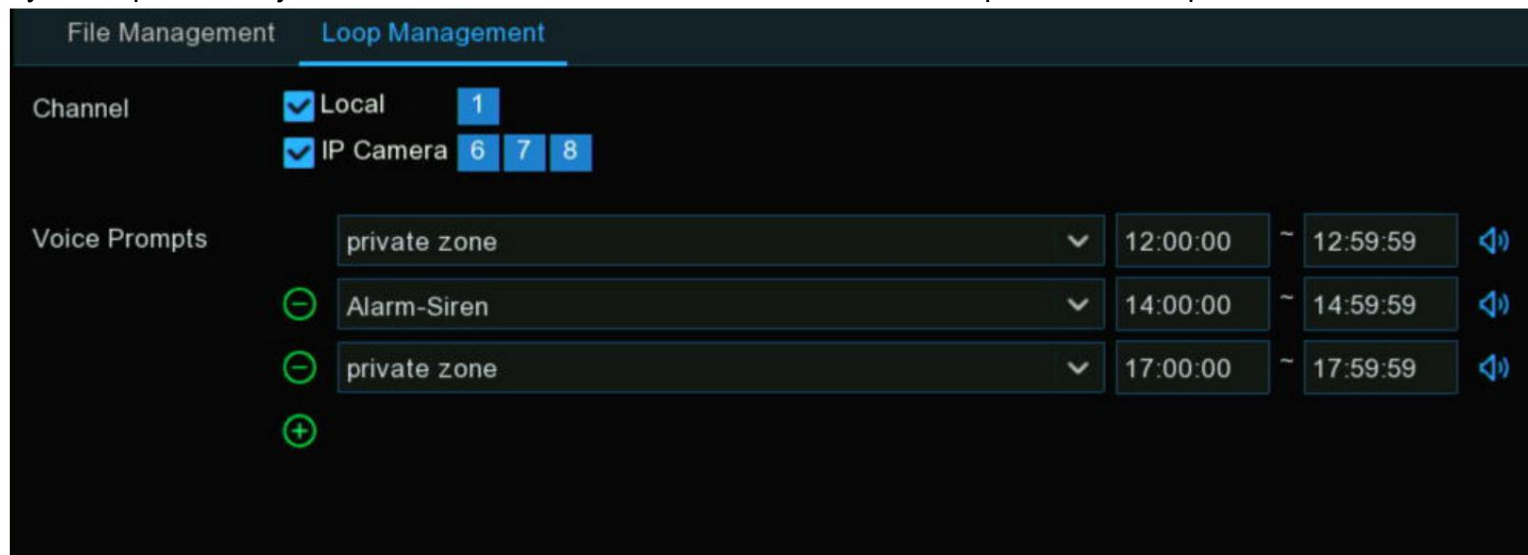 File Management Loop Management
Channel Local 1
IP Camera 6 7 8
Voice Prompts private zone 12:00:00 ~ 12:59:59
Alarm-Siren 14:00:00 ~ 14:59:59
private zone 17:00:00 ~ 17:59:59